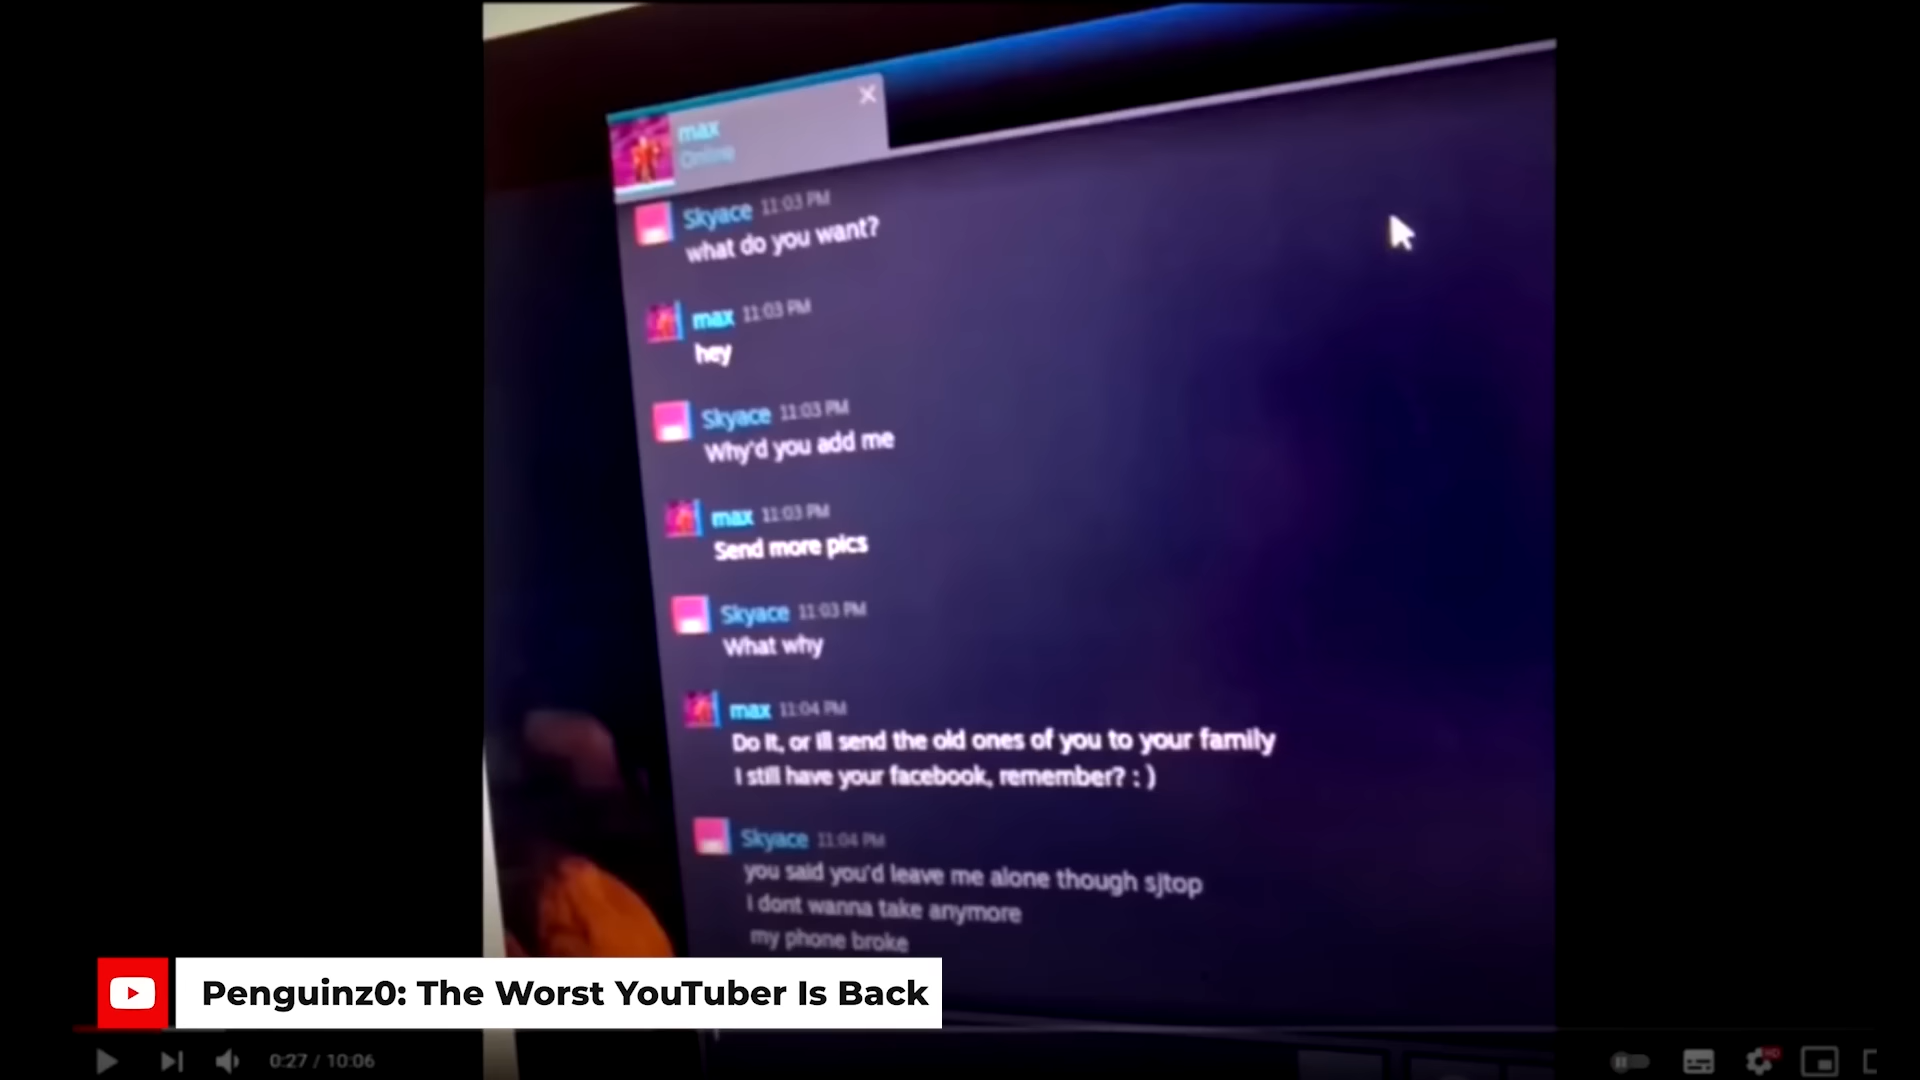 max
Online
Skyace 11:03 PM
what do you want?
max 11:03 PM
hey
Skyace 11:03 PM
Why'd you add me
max 11:03 PM
Send more pics
Skyace 11:03 PM
What why
max 11:04 PM
Do it, or ill send the old ones of you to your family
I still have your facebook, remember? : )
Skyace 11:04 PM
you said you'd leave me alone though sjtop
i dont wanna take anymore
my phone broke
Penguinz0: The Worst YouTuber Is Back
0:27 / 10:06
HD